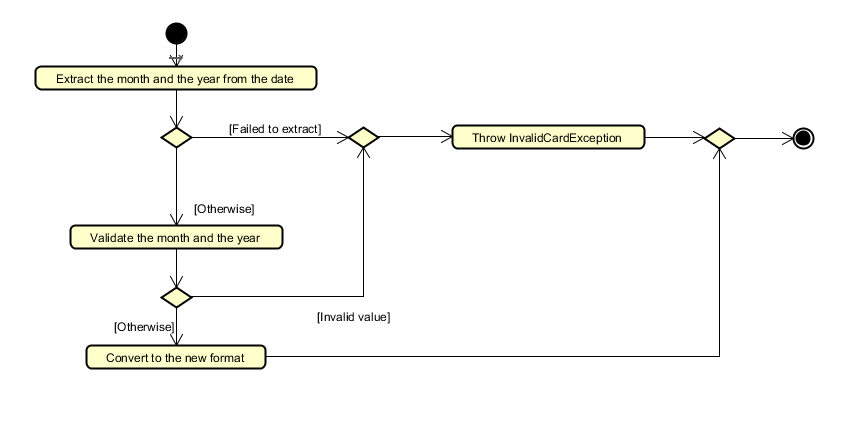 Extract the month and the year from the date
[Failed to extract]
Throw InvalidCardException
[Otherwise]
Validate the month and the year
[Invalid value]
[Otherwise]
Convert to the new format